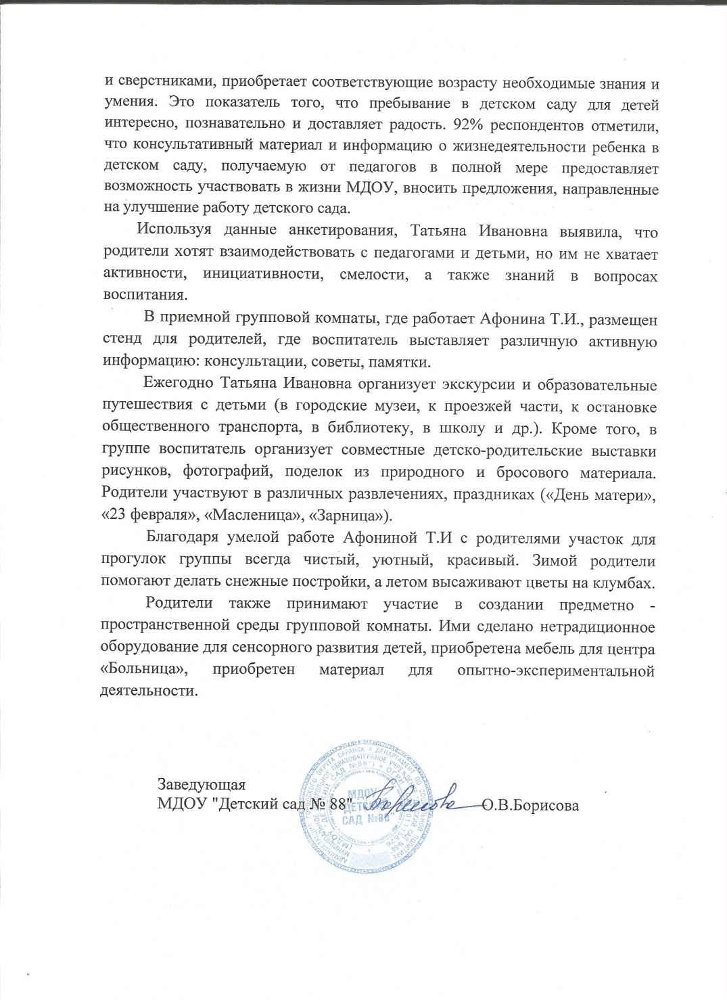 и сверстниками, приобретает соответствующие возрасту необходимые знания и
умения. Это показатель того, что пребывание в детском саду для детей
интересно, познавательно и доставляет радость. 92% респондентов отметили,
что консультативный материал и информацию о жизнедеятельности ребенка в
детском саду, получаемую от педагогов в полной мере предоставляет
возможность участвовать в жизни МДОУ, вносить предложения, направленные
на улучшение работу детского сада.
Используя данные анкетирования, Татьяна Ивановна выявила, что
родители хотят взаимодействовать с педагогами и детьми, но им не хватает
активности, инициативности, смелости, а также знаний в вопросах
воспитания.
В приемной групповой комнаты, где работает Афонина Т.И., размещен
стенд для родителей, где воспитатель выставляет различную активную
информацию: консультации, советы, памятки.
Ежегодно Татьяна Ивановна организует экскурсии и образовательные
путешествия с детьми (в городские музеи, к проезжей части, к остановке
общественного транспорта, в библиотеку, в школу и др.). Кроме того, в
группе воспитатель организует совместные детско-родительские выставки
рисунков, фотографий, поделок из природного и бросового материала.
Родители участвуют в различных развлечениях, праздниках («День матери»,
«23 февраля», «Масленица», «Зарница»).
Благодаря умелой работе Афониной Т.И с родителями участок для
прогулок группы всегда чистый, уютный, красивый. Зимой родители
помогают делать снежные постройки, а летом высаживают цветы на клумбах.
Родители также принимают участие в создании предметно -
пространственной среды групповой комнаты. Ими сделано нетрадиционное
оборудование для сенсорного развития детей, приобретена мебель для центра
«Больница», приобретен материал для опытно-экспериментальной
деятельности.
Заведующая
МДОУ "Детский сад № 88" Борисова О.В.Борисова
МДОУ
ДЕТСКИЙ
САД №88"